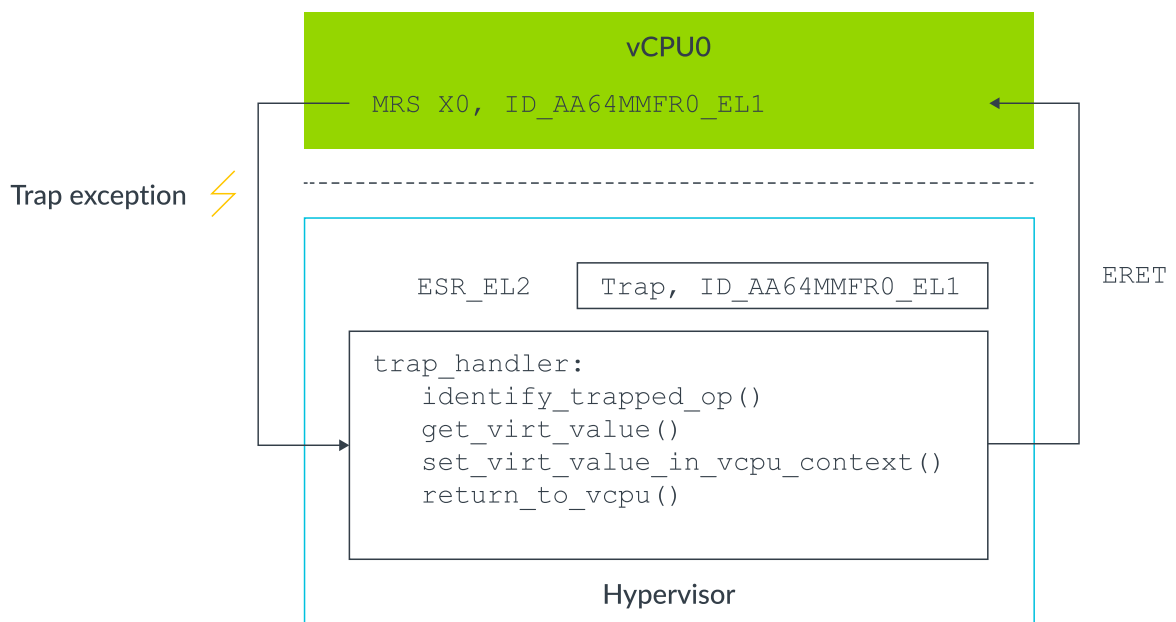 vCPU0
MRS X0, ID_AA64MMFR0_EL1
Trap exception
ESR_EL2
Trap, ID_AA64MMFR0_EL1
ERET
trap_handler:
identify_trapped_op()
get_virt_value()
set_virt_value_in_vcpu_context()
return_to_vcpu()
Hypervisor